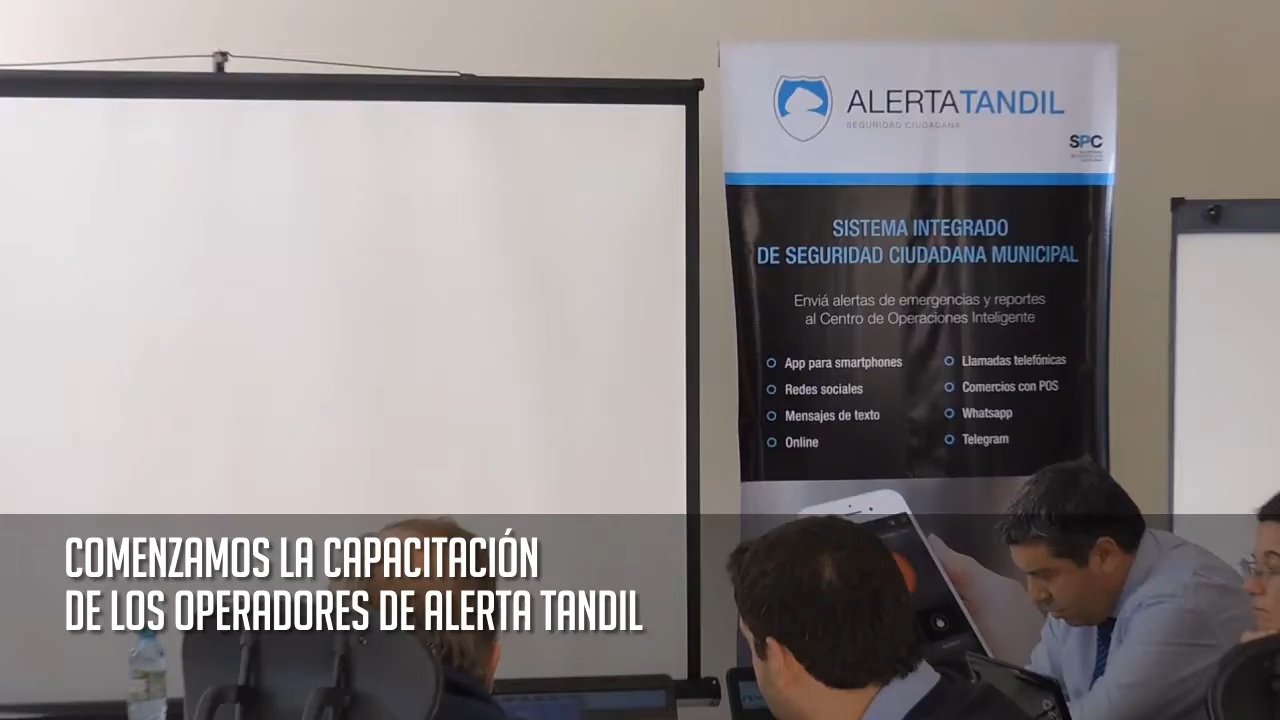 ALERTATANDIL
SEGURIDAD CIUDADANA
SPC
SISTEMA INTEGRADO
DE SEGURIDAD CIUDADANA MUNICIPAL
Enviá alertas de emergencias y reportes
al Centro de Operaciones Inteligente
App para smartphones
Redes sociales
Mensajes de texto
Online
Llamadas telefónicas
Comercios con POS
Whatsapp
Telegram
COMENZAMOS LA CAPACITACIÓN
DE LOS OPERADORES DE ALERTA TANDIL